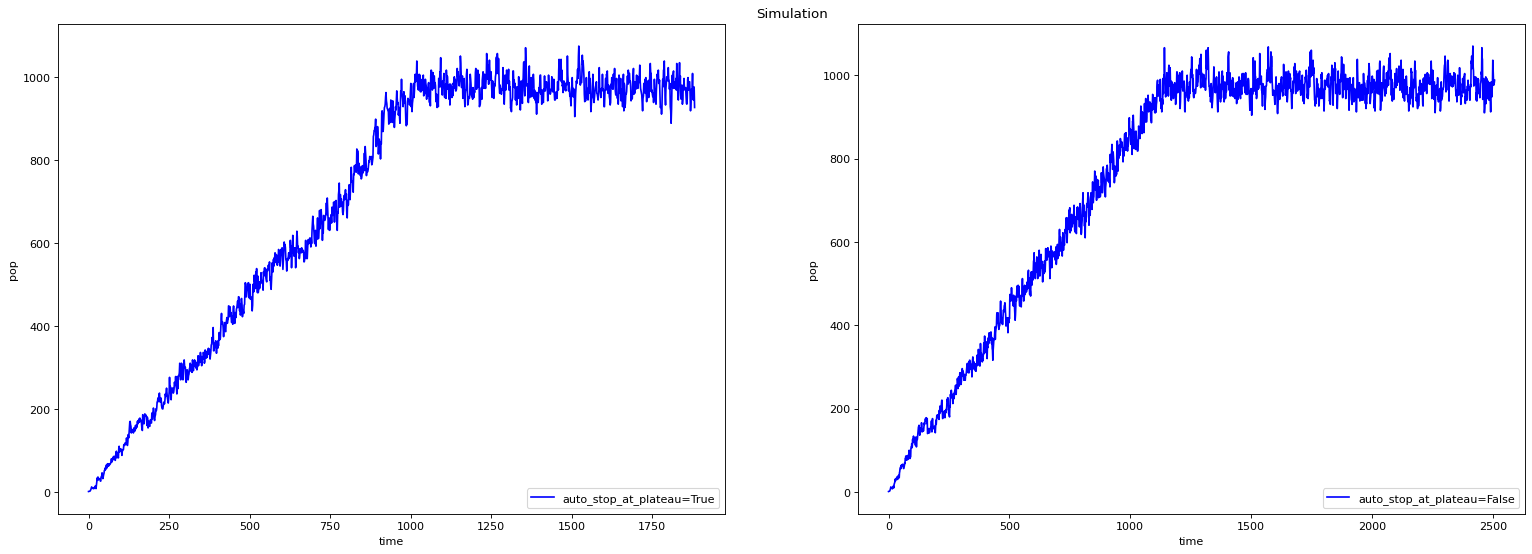 Simulation
1000
800
600
400
200
0
pop
0 250 500 750 1000 1250 1500 1750
time
auto_stop_at_plateau=True
1000
800
600
400
200
0
pop
0 500 1000 1500 2000 2500
time
auto_stop_at_plateau=False